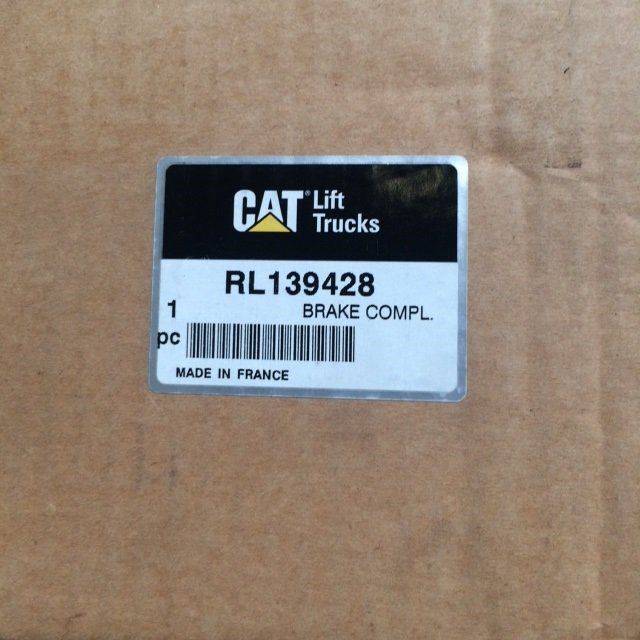 CAT® Lift
Trucks
RL139428
1 BRAKE COMPL.
pc
MADE IN FRANCE